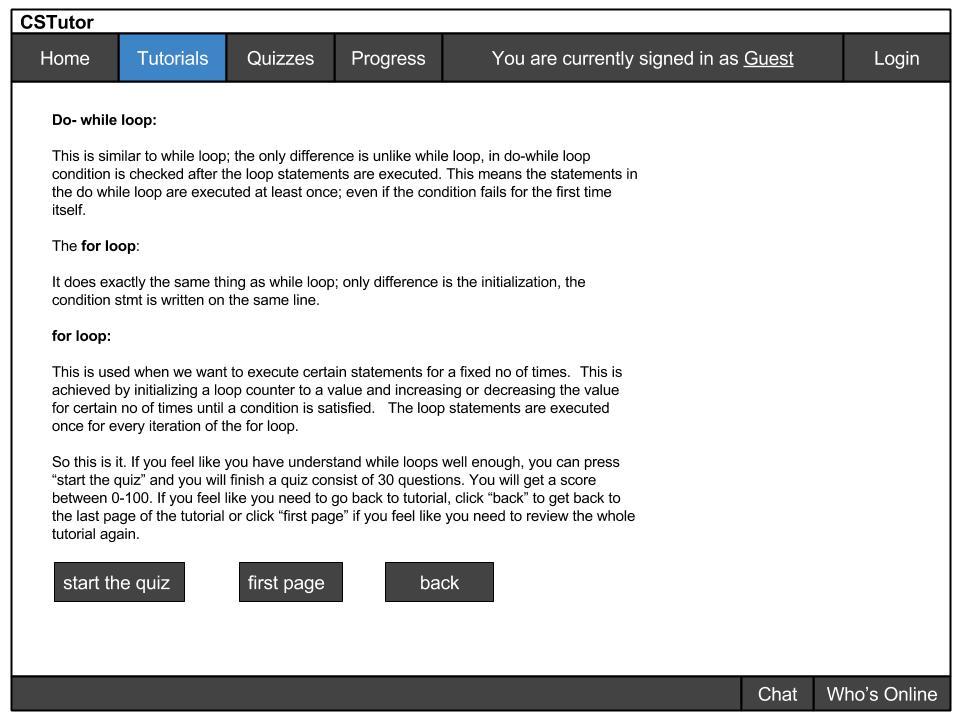 CSTutor
Home Tutorials Quizzes Progress You are currently signed in as Guest Login
Do- while loop:
This is similar to while loop; the only difference is unlike while loop, in do-while loop
condition is checked after the loop statements are executed. This means the statements in
the do while loop are executed at least once; even if the condition fails for the first time
itself.
The for loop:
It does exactly the same thing as while loop; only difference is the initialization, the
condition stmt is written on the same line.
for loop:
This is used when we want to execute certain statements for a fixed no of times.  This is
achieved by initializing a loop counter to a value and increasing or decreasing the value
for certain no of times until a condition is satisfied.   The loop statements are executed
once for every iteration of the for loop.
So this is it. If you feel like you have understand while loops well enough, you can press
“start the quiz” and you will finish a quiz consist of 30 questions. You will get a score
between 0-100. If you feel like you need to go back to tutorial, click “back” to get back to
the last page of the tutorial or click “first page” if you feel like you need to review the whole
tutorial again.
start the quiz first page back
Chat Who’s Online